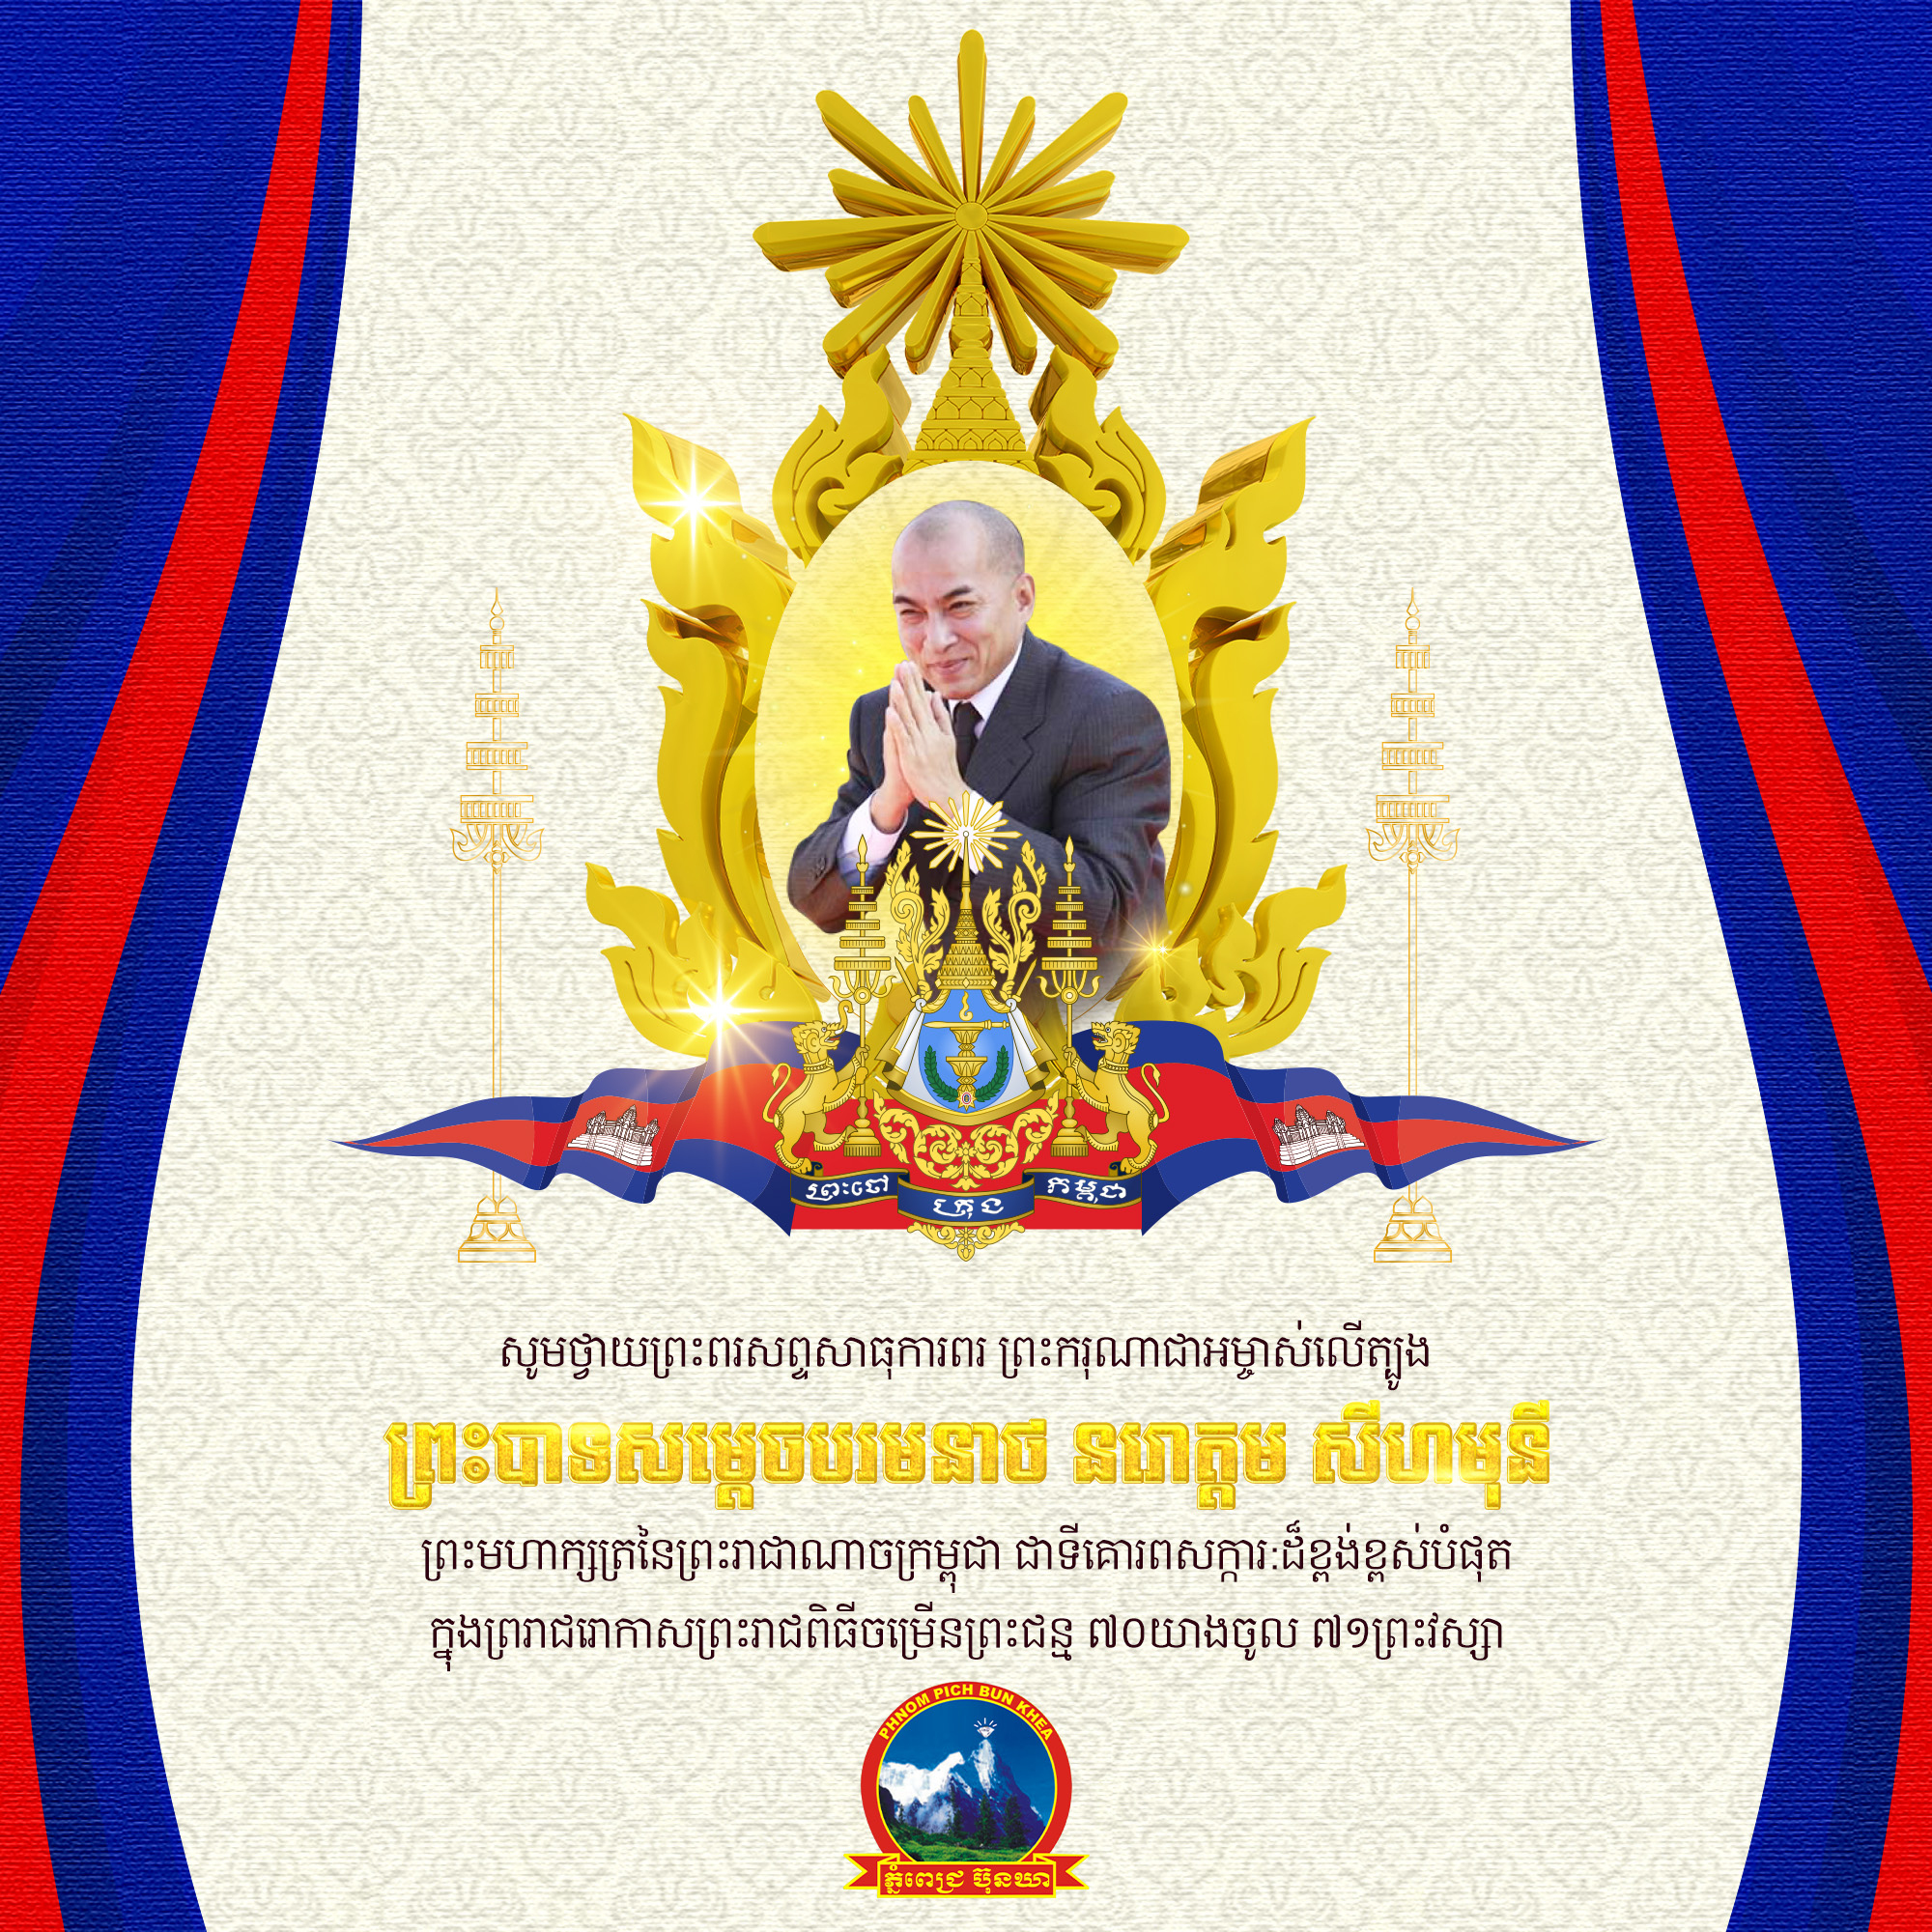 ព្រះចៅ
ក្រុង
កម្ពុជា
សូមថ្វាយព្រះពរសព្ទសាធុការពរ ព្រះករុណាជាអម្ចាស់លើត្បូង
ព្រះបាទសម្តេចបរមនាថ នរោត្តម សីហមុនី
ព្រះមហាក្សត្រនៃព្រះរាជាណាចក្រកម្ពុជា ជាទីគោរពសក្ការៈដ៏ខ្ពង់ខ្ពស់បំផុត
ក្នុងព្ររាជរោកាសព្រះរាជពិធីចម្រើនព្រះជន្ម ៧០យាងចូល ៧១ព្រះវស្សា
PHNOM PICH BUN KHEA
ភ្នំពេជ្រ ប៊ុនឃា